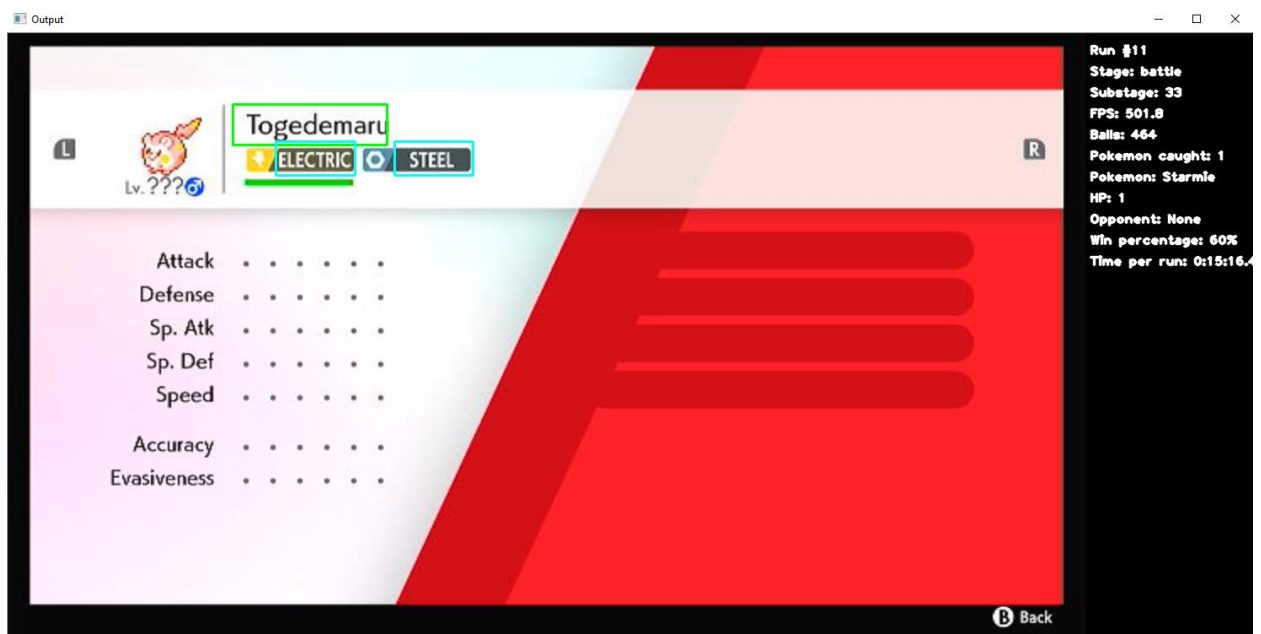 Output
L
Togedemaru
ELECTRIC STEEL
Lv. ???
R
Attack
Defense
Sp. Atk
Sp. Def
Speed
Accuracy
Evasiveness
B Back
Run #11
Stage: battle
Substage: 33
FPS: 501.8
Balls: 464
Pokemon caught: 1
Pokemon: Starmie
HP: 1
Opponent: None
Win percentage: 60%
Time per run: 0:15:16.